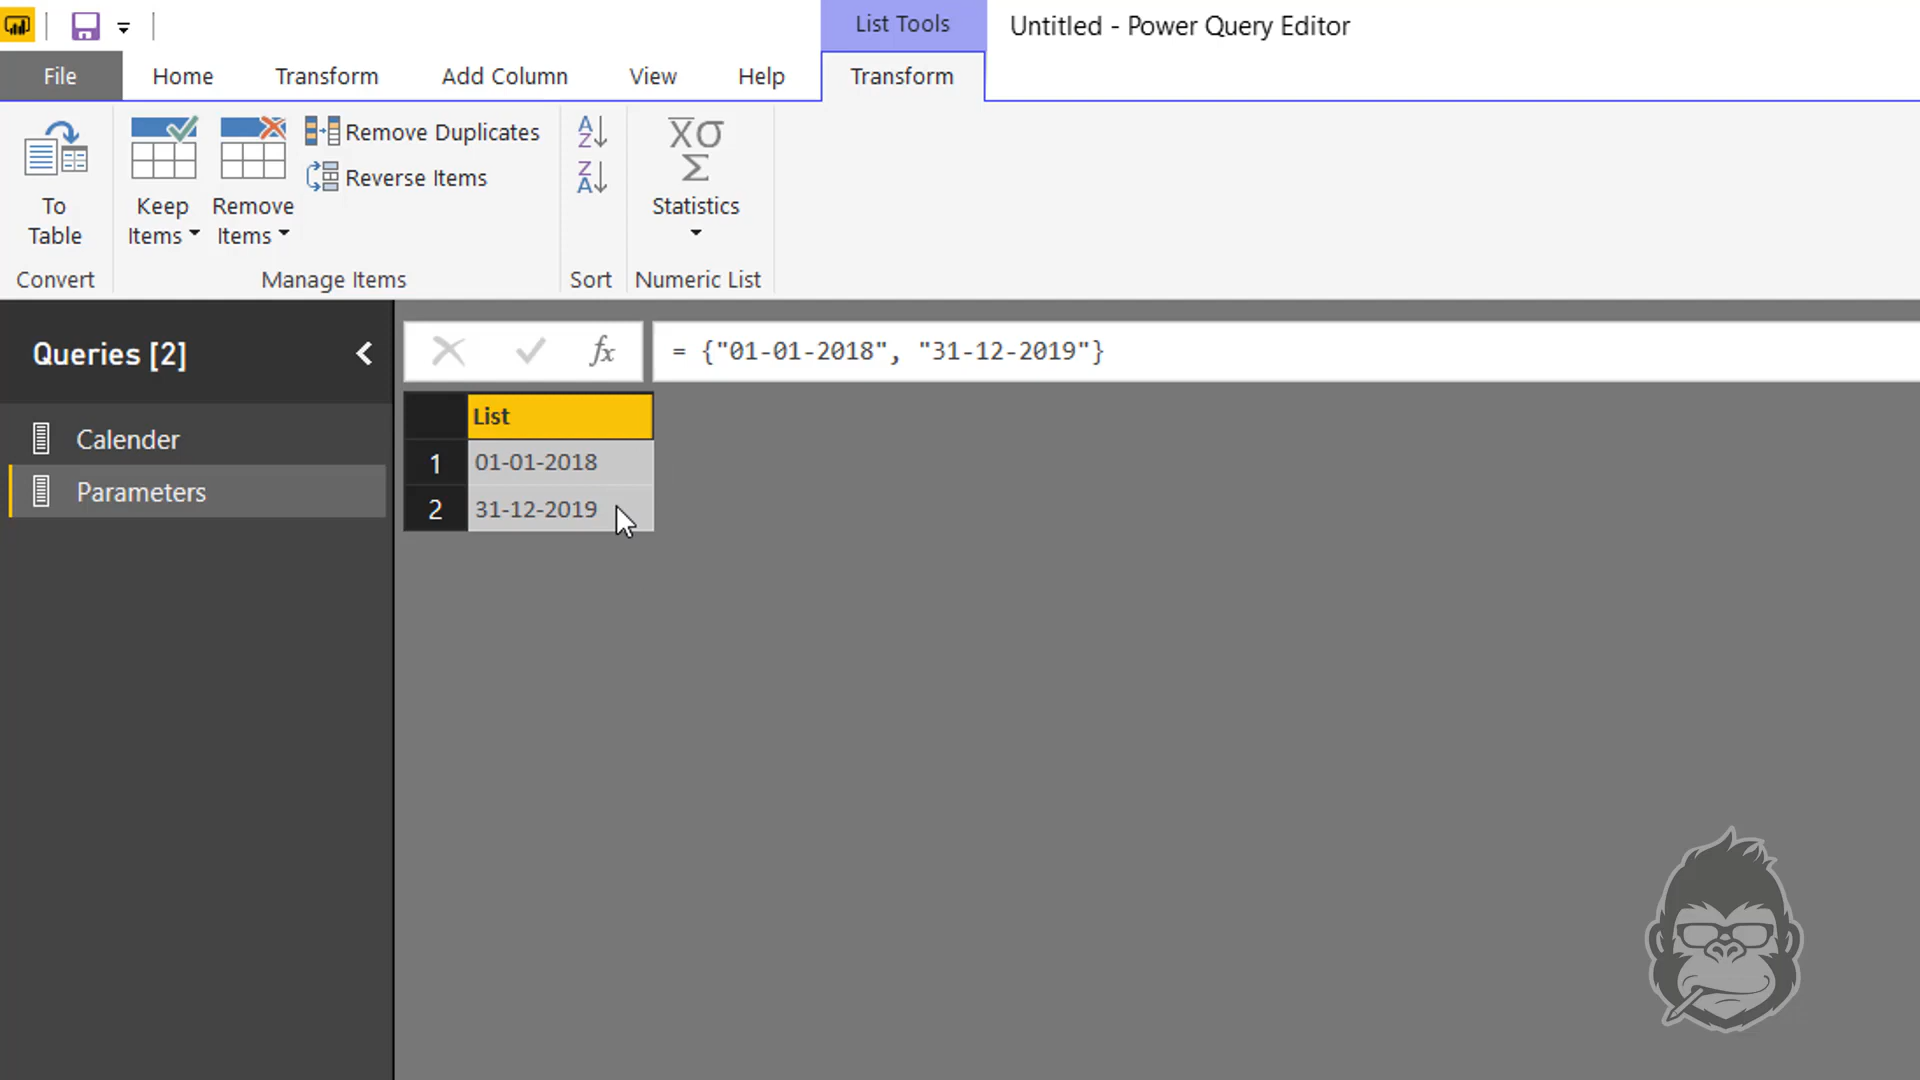 List Tools
Untitled - Power Query Editor
File
Home
Transform
Add Column
View
Help
Transform
To Table
Keep Items
Remove Items
Remove Duplicates
Reverse Items
A Z
Z A
X̅σ Σ
Statistics
Convert
Manage Items
Sort
Numeric List
Queries [2]
fx
= {"01-01-2018", "31-12-2019"}
Calender
Parameters
List
1 01-01-2018
2 31-12-2019